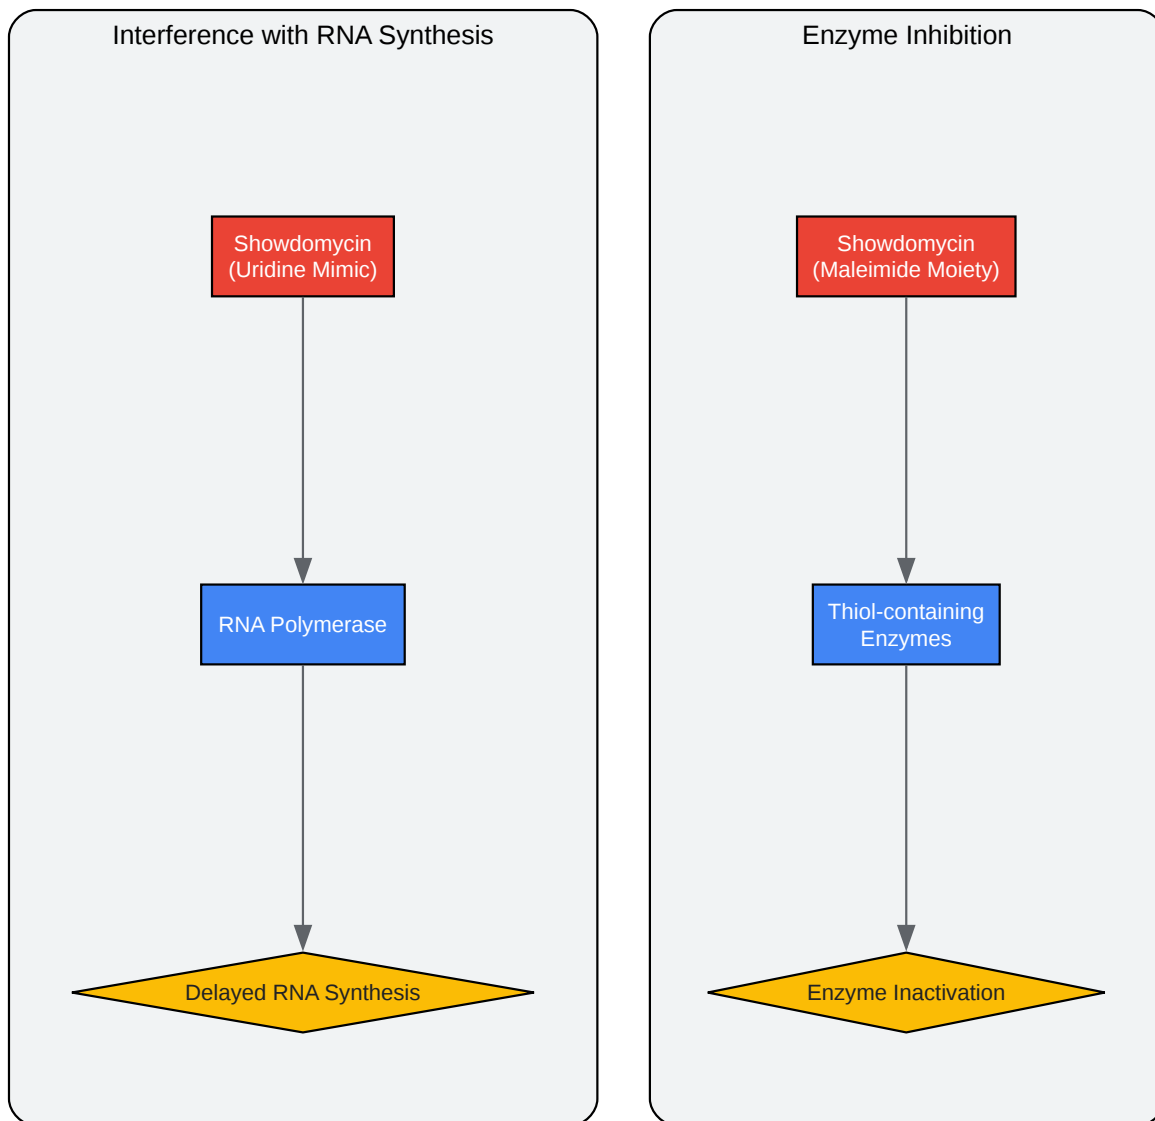 Interference with RNA Synthesis
Showdomycin
(Uridine Mimic)
RNA Polymerase
Delayed RNA Synthesis
Enzyme Inhibition
Showdomycin
(Maleimide Moiety)
Thiol-containing
Enzymes
Enzyme Inactivation